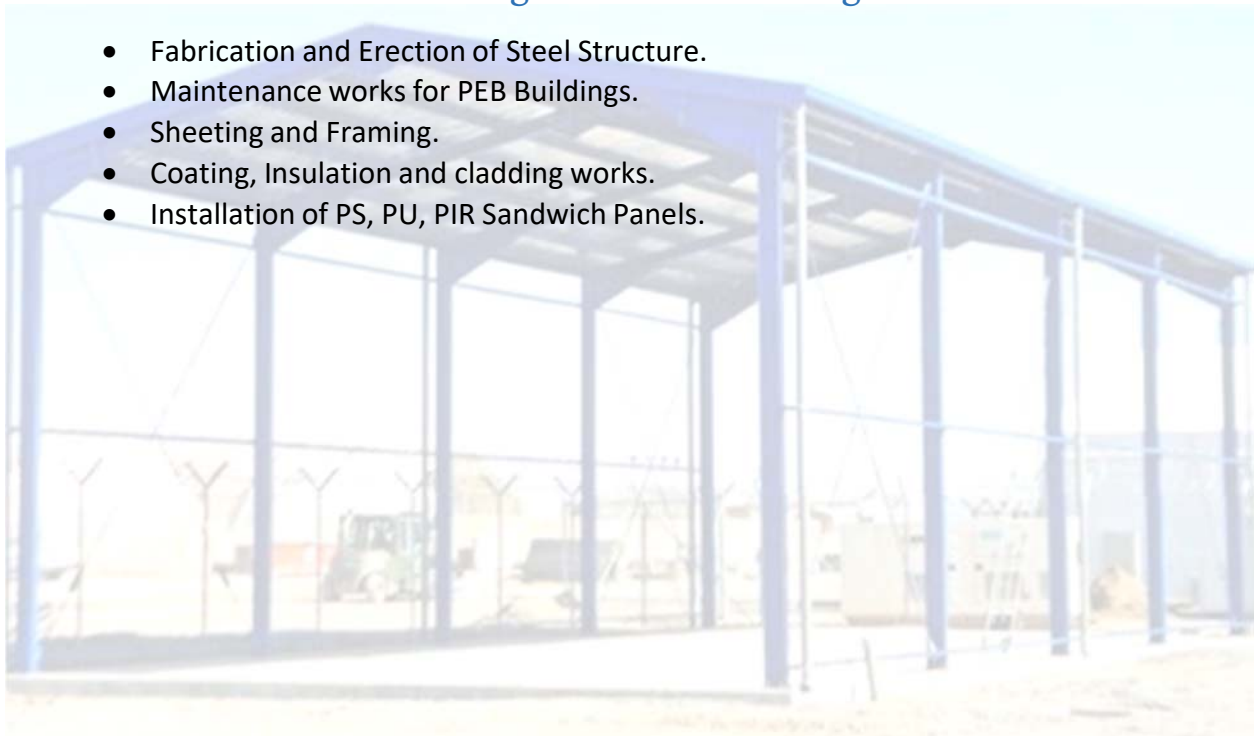 • Fabrication and Erection of Steel Structure.
• Maintenance works for PEB Buildings.
• Sheeting and Framing.
• Coating, Insulation and cladding works.
• Installation of PS, PU, PIR Sandwich Panels.